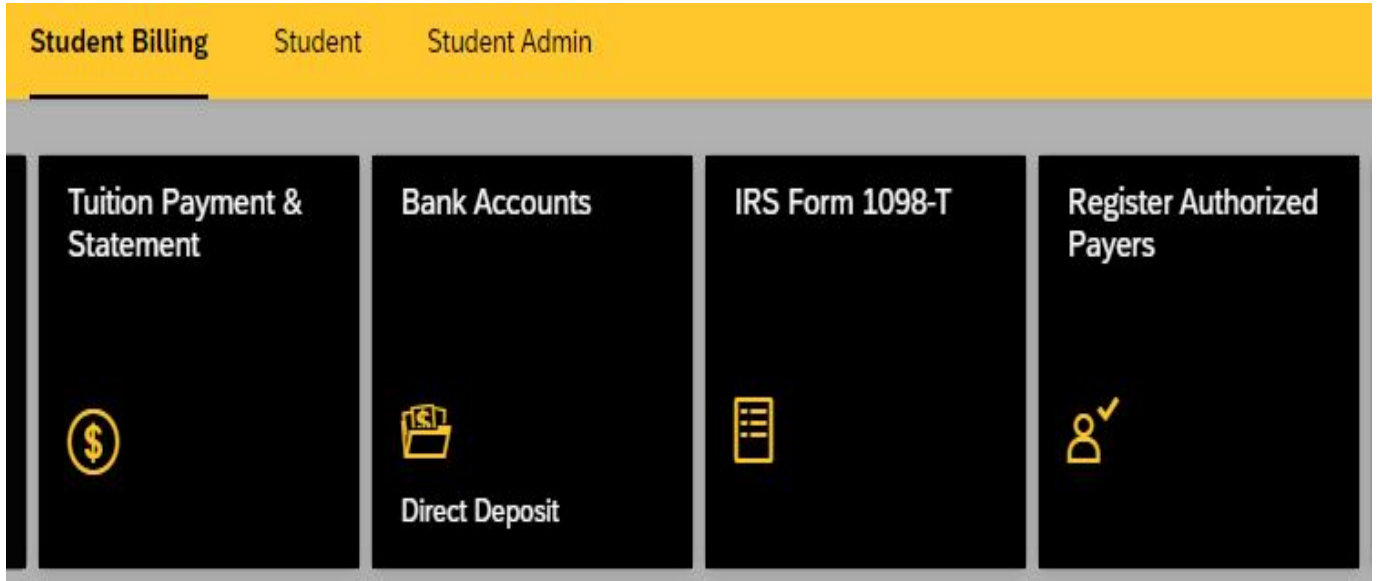 Student Billing Student Student Admin
Tuition Payment &
Statement
Bank Accounts
Direct Deposit
IRS Form 1098-T
Register Authorized
Payers